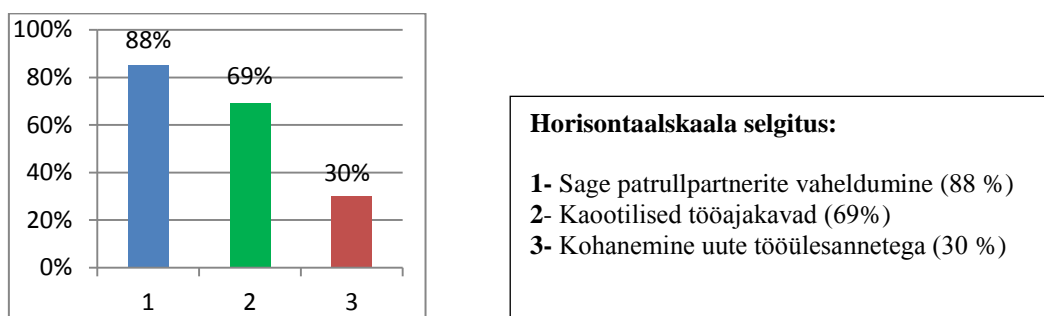 100%
88%
80%
69%
60%
40%
30%
20%
0%
1 2 3
Horisontaalskaala selgitus:
1- Sage patrullpartnerite vaheldumine (88 %)
2- Kaootilised tööajakavad (69%)
3- Kohanemine uute tööülesannetega (30 %)